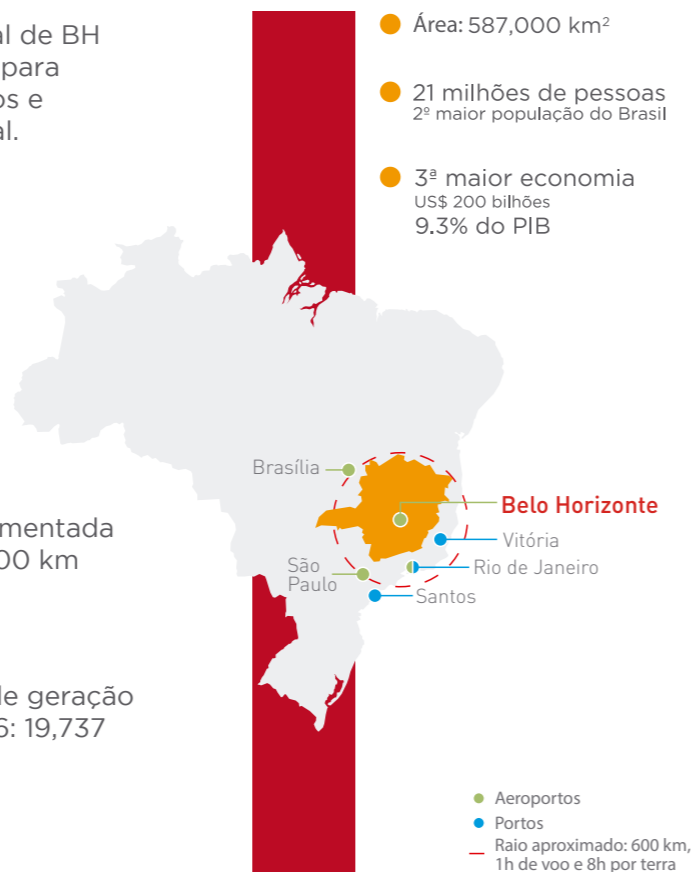 al de BH
para
os e
al.
Área: 587,000 km²
21 milhões de pessoas
2º maior população do Brasil
3ª maior economia
US$ 200 bilhões
9.3% do PIB
Brasília
Belo Horizonte
Vitória
Rio de Janeiro
São
Paulo
Santos
mentada
00 km
de geração
6: 19,737
Aeroportos
Portos
Raio aproximado: 600 km,
1h de voo e 8h por terra